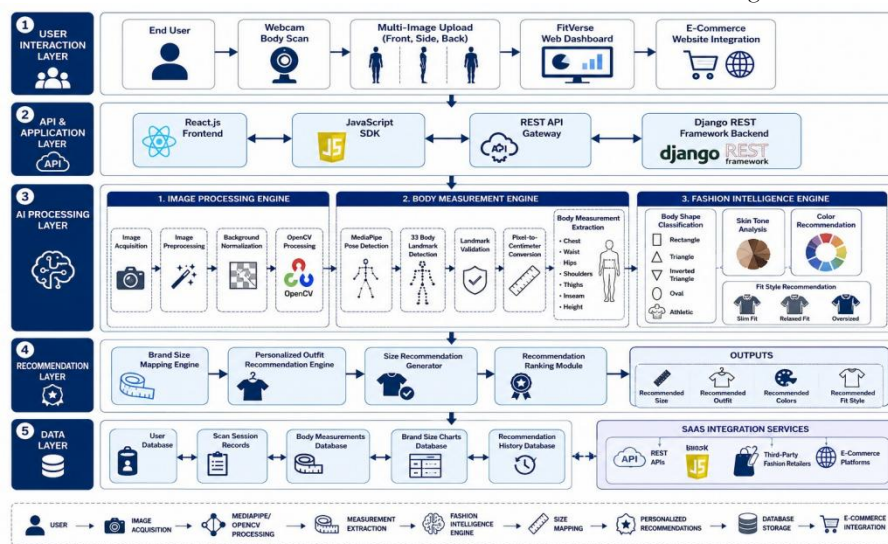 1
USER
INTERACTION
LAYER
End User
Webcam
Body Scan
Multi-Image Upload
(Front, Side, Back)
FitVerse
Web Dashboard
E-Commerce
Website Integration
2
API &
APPLICATION
LAYER
API
React.js
Frontend
JavaScript
SDK
JS
REST API
Gateway
API
Django REST
Framework Backend
django
REST
framework
3
AI PROCESSING
LAYER
1. IMAGE PROCESSING ENGINE
Image
Acquisition
Image
Preprocessing
Background
Normalization
OpenCV
Processing
OpenCV
2. BODY MEASUREMENT ENGINE
MediaPipe
Pose Detection
33 Body
Landmark
Detection
Landmark
Validation
Pixel-to-
Centimeter
Conversion
Body Measurement
Extraction
• Chest
• Waist
Hips
• Shoulders
• Thighs
• Inseam
• Height
3. FASHION INTELLIGENCE ENGINE
Body Shape
Classification
Rectangle
Triangle
Inverted
Triangle
Oval
Athletic
Skin Tone
Analysis
Color
Recommendation
Fit Style Recommendation
Slim Fit
Relaxed Fit
Oversized
4
RECOMMENDATION
LAYER
Brand Size
Mapping Engine
Personalized Outfit
Recommendation Engine
Size Recommendation
Generator
Recommendation
Ranking Module
OUTPUTS
Recommended
Size
Recommended
Outfit
Recommended
Colors
Recommended
Fit Style
5
DATA
LAYER
User
Database
Scan Session
Records
Body Measurements
Database
Brand Size Charts
Database
Recommendation
History Database
SAAS INTEGRATION SERVICES
API
REST
APIs
JS
Third-Party
Fashion Retailers
E-Commerce
Platforms
USER
IMAGE
ACQUISITION
MEDIAPIPE/
OPENCV
PROCESSING
MEASUREMENT
EXTRACTION
FASHION
INTELLIGENCE
ENGINE
SIZE
MAPPING
PERSONALIZED
RECOMMENDATIONS
DATABASE
STORAGE
E-COMMERCE
INTEGRATION